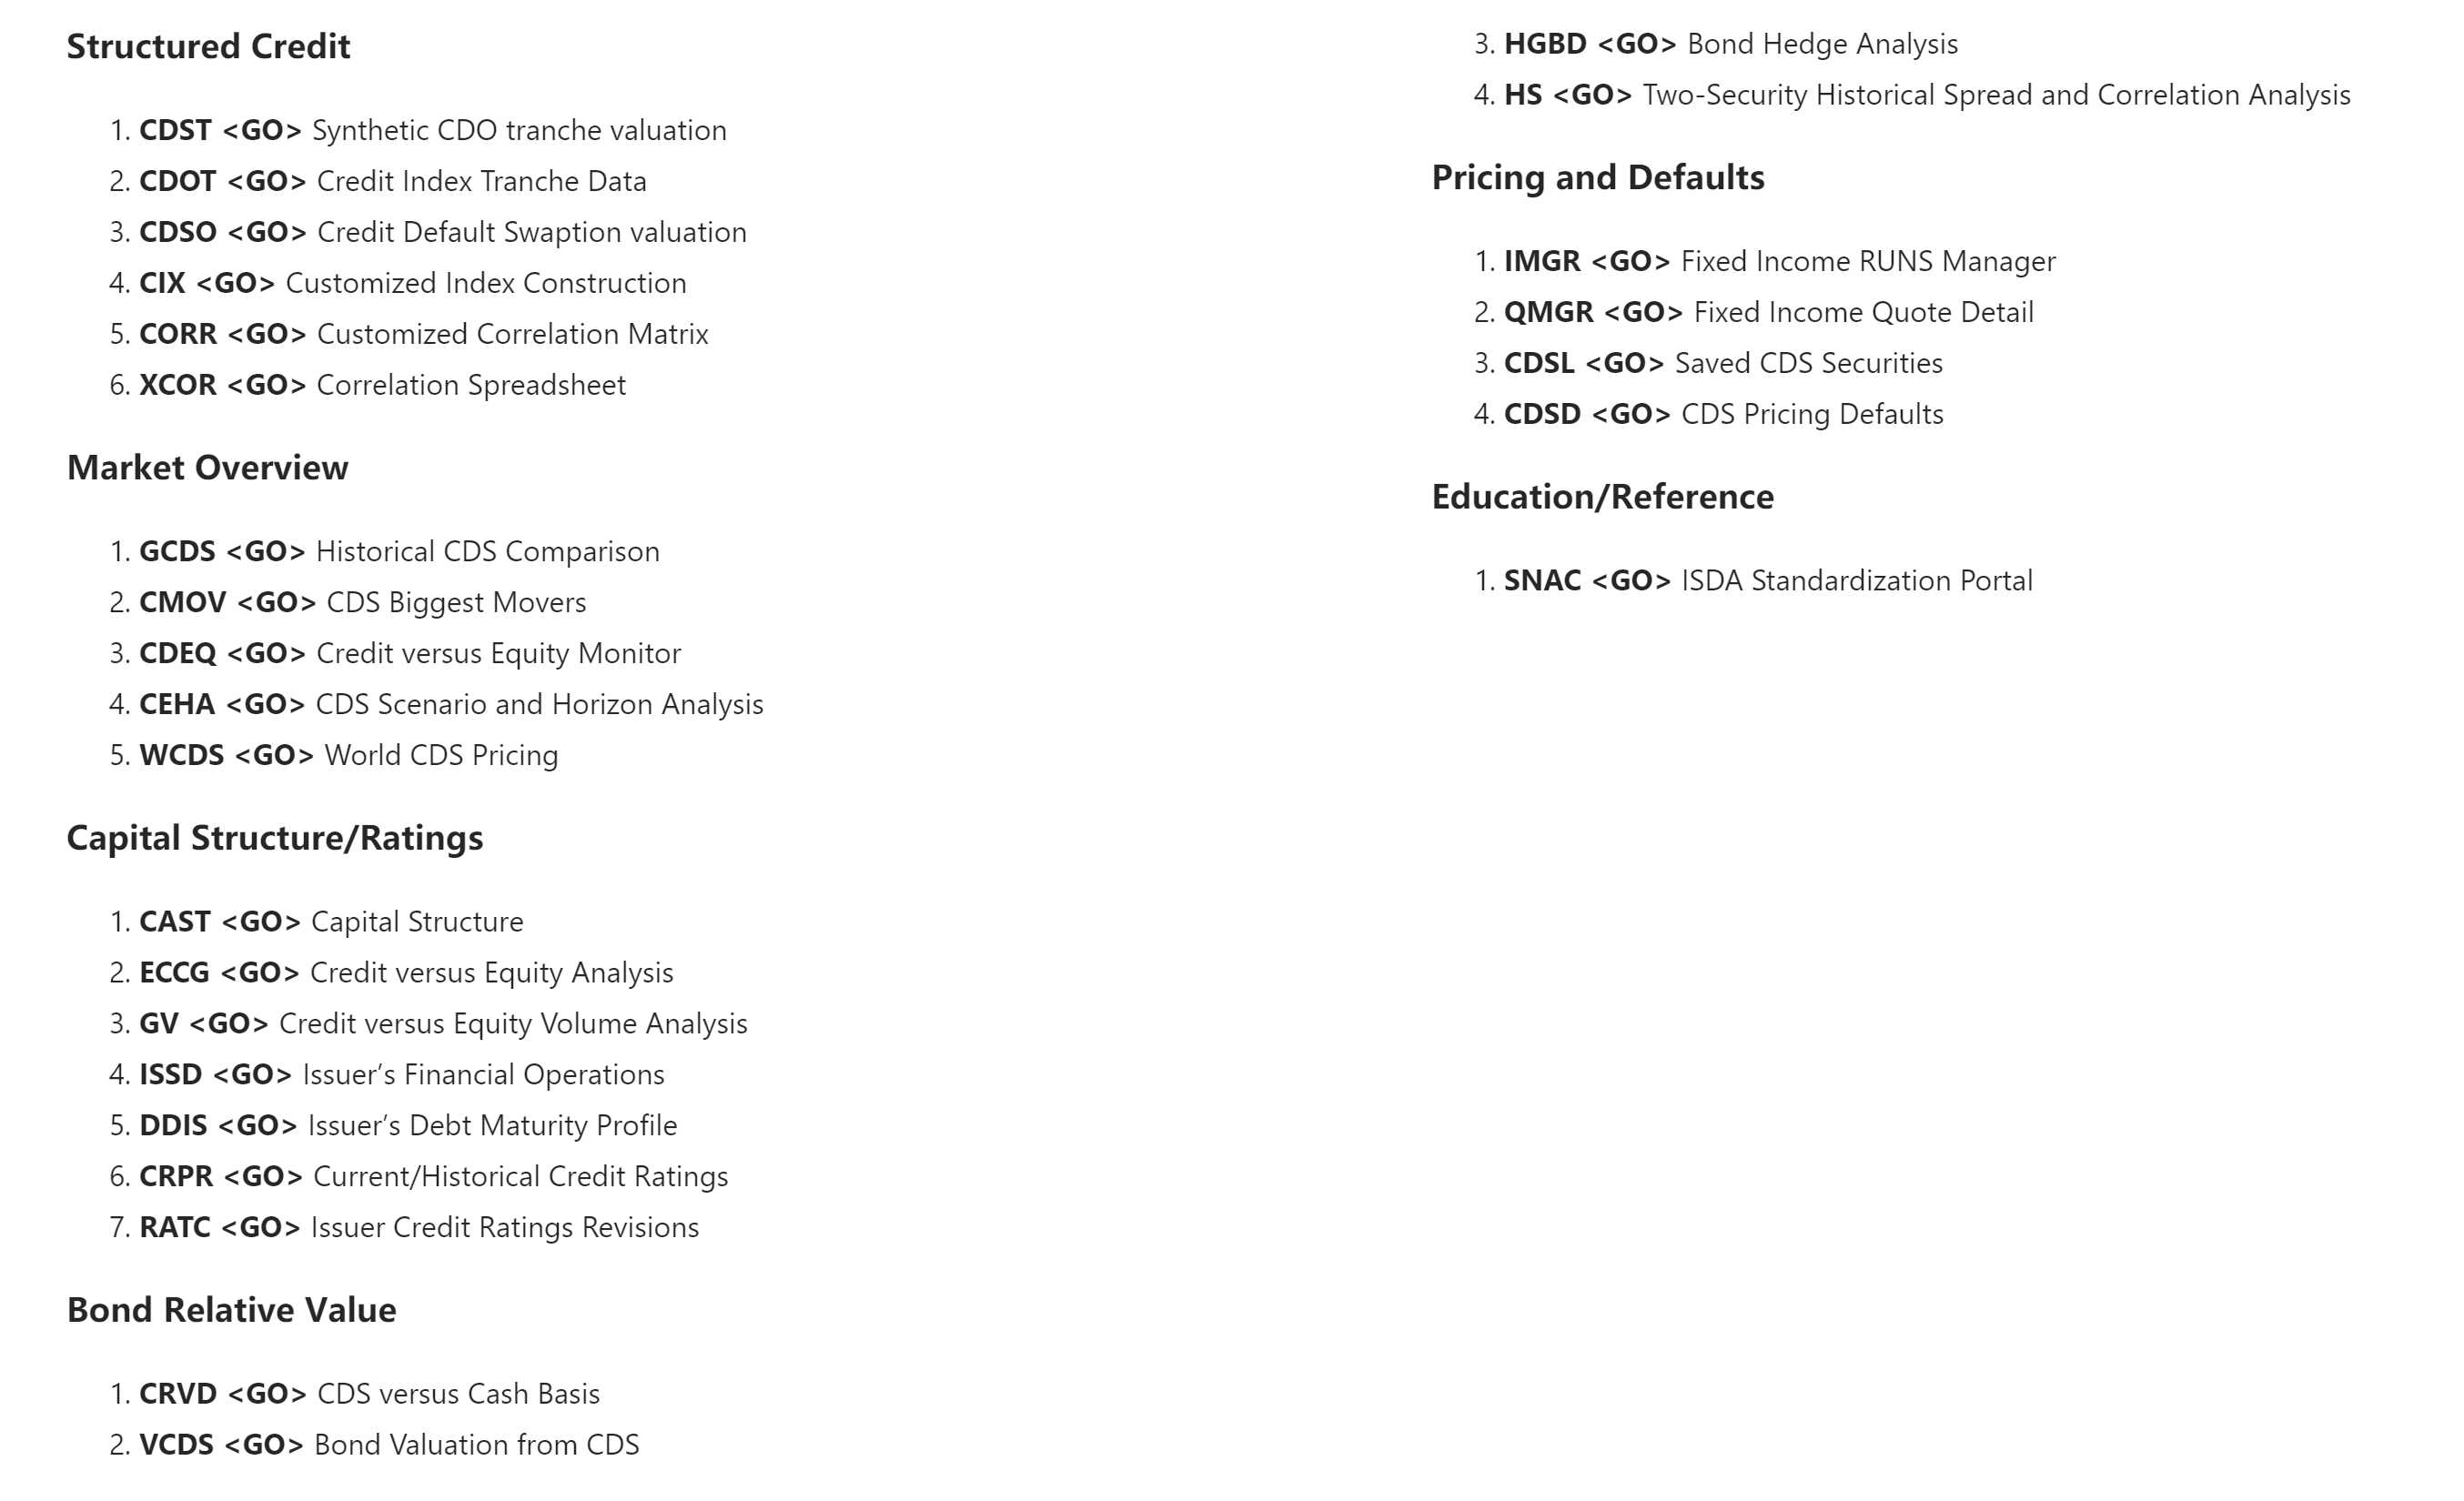 Structured Credit
1. CDST <GO> Synthetic CDO tranche valuation
2. CDOT <GO> Credit Index Tranche Data
3. CDSO <GO> Credit Default Swaption valuation
4. CIX <GO> Customized Index Construction
5. CORR <GO> Customized Correlation Matrix
6. XCOR <GO> Correlation Spreadsheet
Market Overview
1. GCDS <GO> Historical CDS Comparison
2. CMOV <GO> CDS Biggest Movers
3. CDEQ <GO> Credit versus Equity Monitor
4. CEHA <GO> CDS Scenario and Horizon Analysis
5. WCDS <GO> World CDS Pricing
Capital Structure/Ratings
1. CAST <GO> Capital Structure
2. ECCG <GO> Credit versus Equity Analysis
3. GV <GO> Credit versus Equity Volume Analysis
4. ISSD <GO> Issuer’s Financial Operations
5. DDIS <GO> Issuer’s Debt Maturity Profile
6. CRPR <GO> Current/Historical Credit Ratings
7. RATC <GO> Issuer Credit Ratings Revisions
Bond Relative Value
1. CRVD <GO> CDS versus Cash Basis
2. VCDS <GO> Bond Valuation from CDS
3. HGBD <GO> Bond Hedge Analysis
4. HS <GO> Two-Security Historical Spread and Correlation Analysis
Pricing and Defaults
1. IMGR <GO> Fixed Income RUNS Manager
2. QMGR <GO> Fixed Income Quote Detail
3. CDSL <GO> Saved CDS Securities
4. CDSD <GO> CDS Pricing Defaults
Education/Reference
1. SNAC <GO> ISDA Standardization Portal